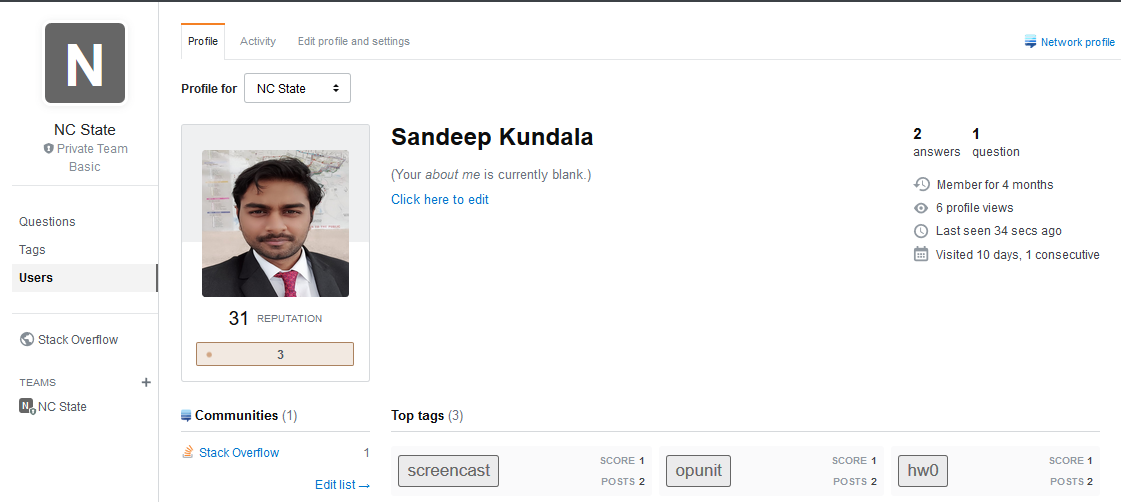 N
NC State
Private Team
Basic
Questions
Tags
Users
Stack Overflow
TEAMS +
N NC State
Profile Activity Edit profile and settings
Network profile
Profile for NC State
31 REPUTATION
3
Communities (1)
Stack Overflow 1
Edit list →
Sandeep Kundala
(Your about me is currently blank.)
Click here to edit
2 1
answers question
Member for 4 months
6 profile views
Last seen 34 secs ago
Visited 10 days, 1 consecutive
Top tags (3)
screencast SCORE 1
POSTS 2
opunit SCORE 1
POSTS 2
hw0 SCORE 1
POSTS 2